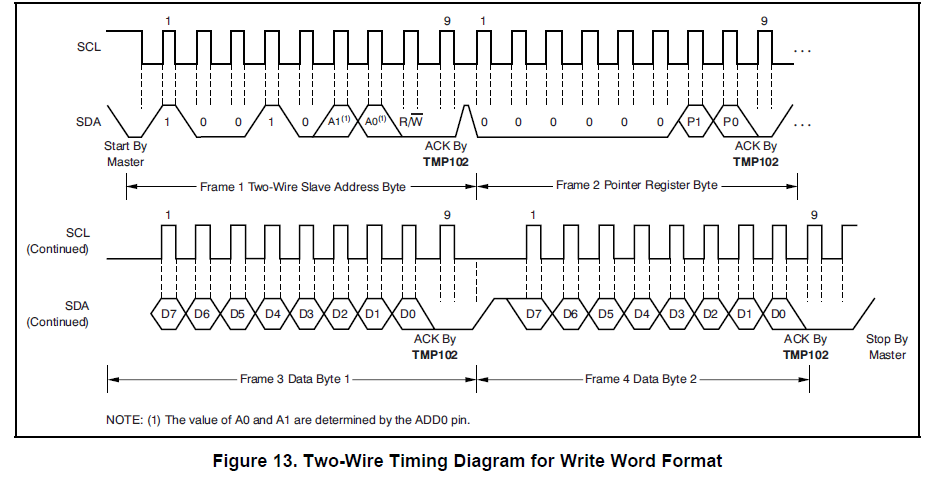 1 9 1 9
SCL ...
SDA 1 0 0 1 0 A1(1) A0(1) R/W̅ 0 0 0 0 0 0 P1 P0 ...
Start By ACK By ACK By
Master TMP102 TMP102
Frame 1 Two-Wire Slave Address Byte Frame 2 Pointer Register Byte
1 9 1 9
SCL
(Continued)
SDA D7 D6 D5 D4 D3 D2 D1 D0 D7 D6 D5 D4 D3 D2 D1 D0
(Continued)
ACK By ACK By Stop By
TMP102 TMP102 Master
Frame 3 Data Byte 1 Frame 4 Data Byte 2
NOTE: (1) The value of A0 and A1 are determined by the ADD0 pin.
Figure 13. Two-Wire Timing Diagram for Write Word Format